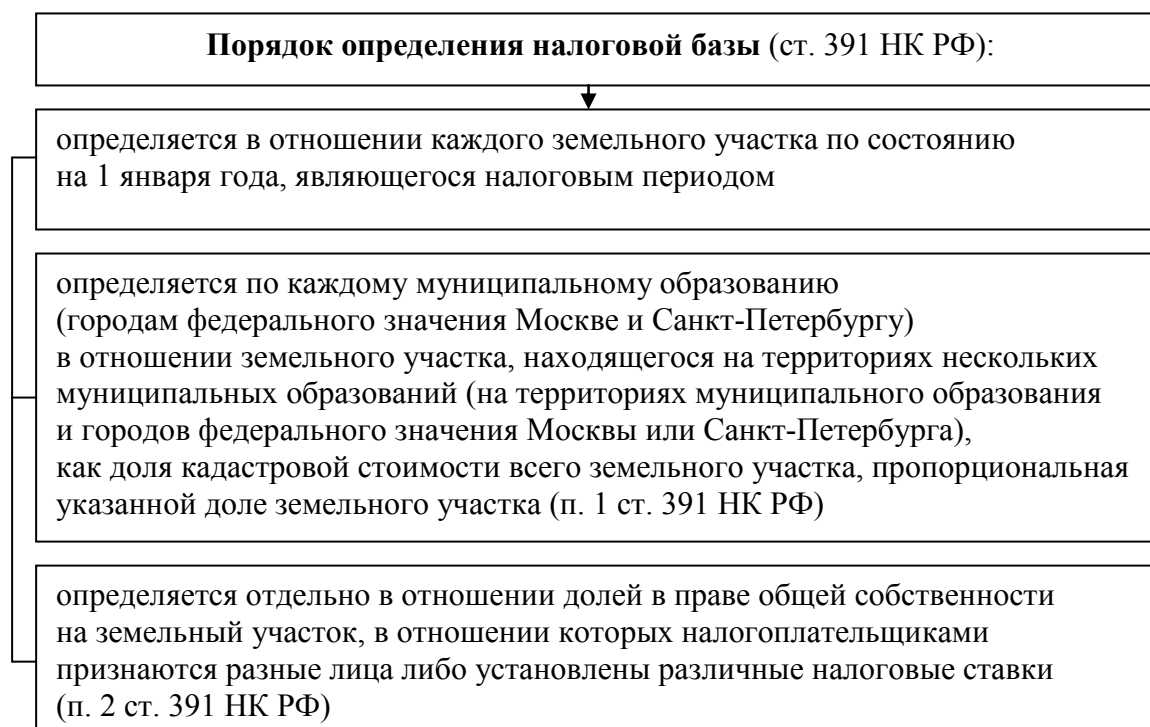 Порядок определения налоговой базы (ст. 391 НК РФ):
определяется в отношении каждого земельного участка по состоянию
на 1 января года, являющегося налоговым периодом
определяется по каждому муниципальному образованию
(городам федерального значения Москве и Санкт-Петербургу)
в отношении земельного участка, находящегося на территориях нескольких
муниципальных образований (на территориях муниципального образования
и городов федерального значения Москвы или Санкт-Петербурга),
как доля кадастровой стоимости всего земельного участка, пропорциональная
указанной доле земельного участка (п. 1 ст. 391 НК РФ)
определяется отдельно в отношении долей в праве общей собственности
на земельный участок, в отношении которых налогоплательщиками
признаются разные лица либо установлены различные налоговые ставки
(п. 2 ст. 391 НК РФ)